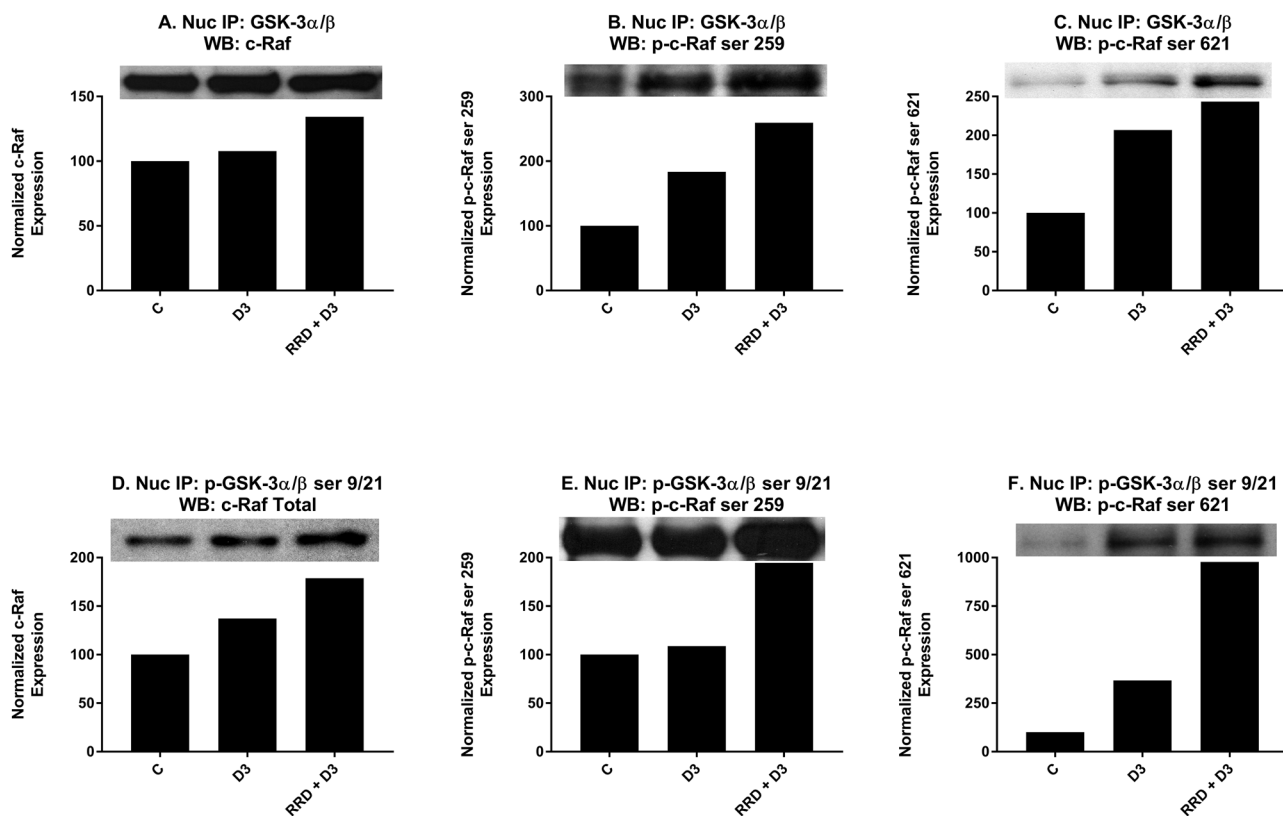 A. Nuc IP: GSK-3α/β
WB: c-Raf
150
100
50
0
Normalized c-Raf
Expression
C
D3
RRD + D3
B. Nuc IP: GSK-3α/β
WB: p-c-Raf ser 259
300
200
100
0
Normalized p-c-Raf ser 259
Expression
C
D3
RRD + D3
C. Nuc IP: GSK-3α/β
WB: p-c-Raf ser 621
250
200
150
100
50
0
Normalized p-c-Raf ser 621
Expression
C
D3
RRD + D3
D. Nuc IP: p-GSK-3α/β ser 9/21
WB: c-Raf Total
200
150
100
50
0
Normalized c-Raf
Expression
C
D3
RRD + D3
E. Nuc IP: p-GSK-3α/β ser 9/21
WB: p-c-Raf ser 259
200
150
100
50
0
Normalized p-c-Raf ser 259
Expression
C
D3
RRD + D3
F. Nuc IP: p-GSK-3α/β ser 9/21
WB: p-c-Raf ser 621
1000
750
500
250
0
Normalized p-c-Raf ser 621
Expression
C
D3
RRD + D3